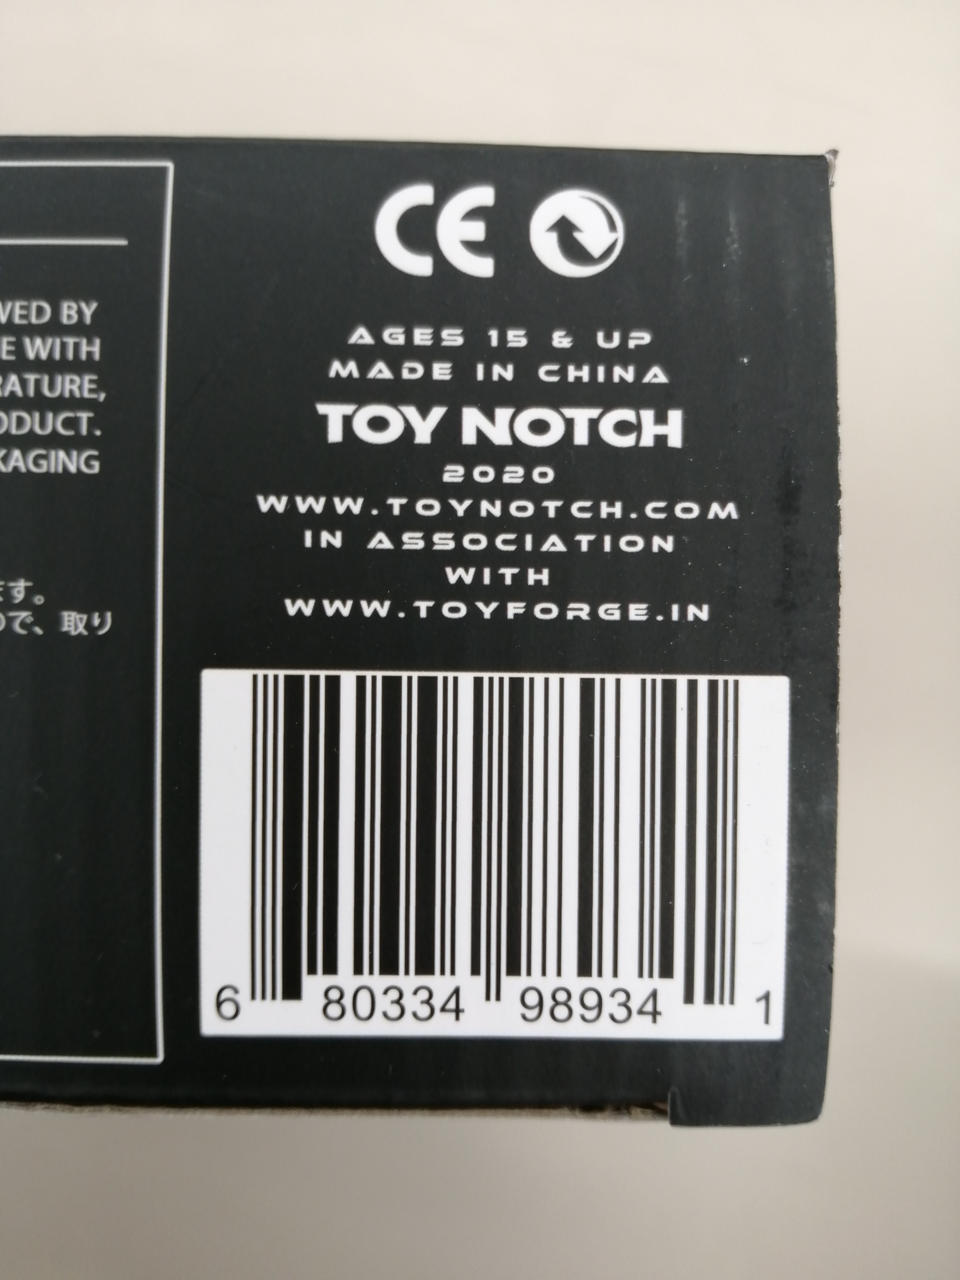 WED BY
E WITH
RATURE,
ODUCT.
KAGING
ます。
ので、取り
CE
AGES 15 & UP
MADE IN CHINA
TOY NOTCH
2020
WWW.TOYNOTCH.COM
IN ASSOCIATION
WITH
WWW.TOYFORGE.IN
6 80334 98934 1